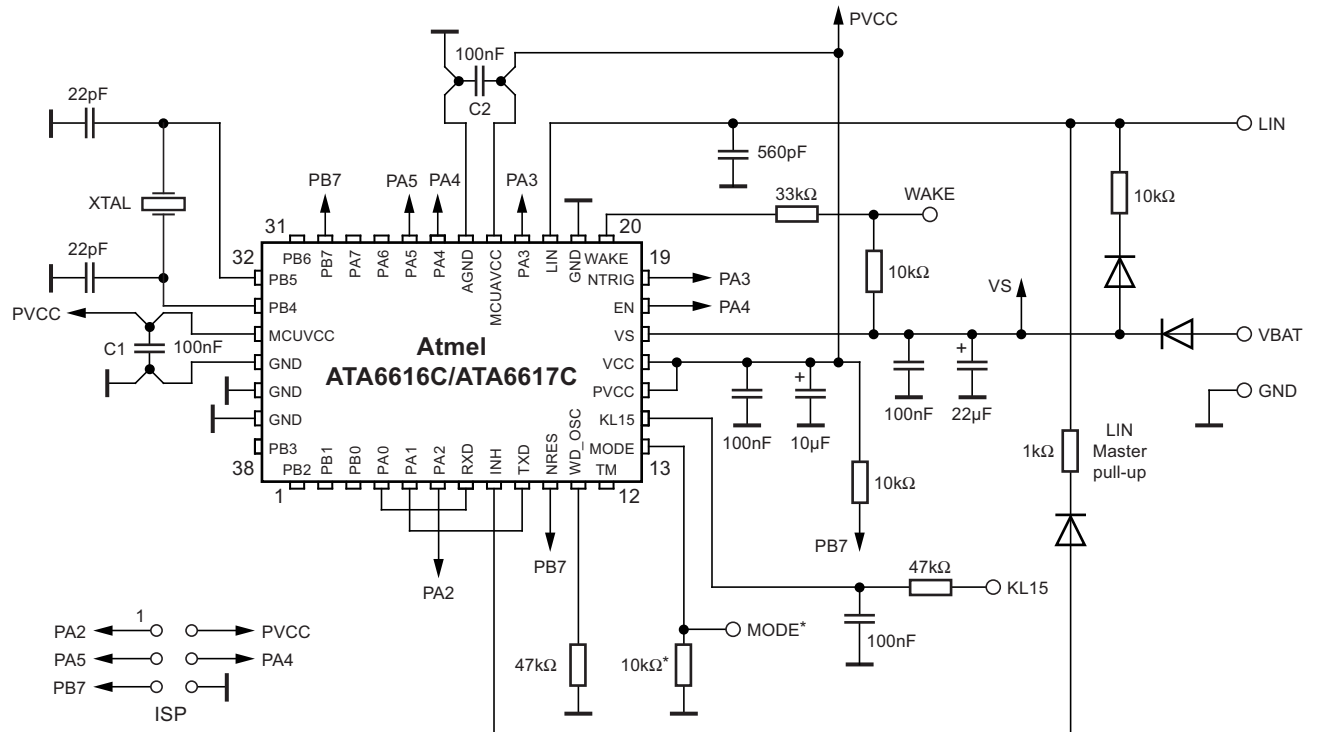 PVCC
100nF
C2
22pF
LIN
560pF
XTAL
PB7
PA5
PA4
PA3
33kΩ
WAKE
10kΩ
31
20
32
19
PB6
PB7
PA7
PA6
PA5
PA4
AGND
MCUAVCC
PA3
LIN
GND
WAKE
22pF
PB5
NTRIG
PA3
10kΩ
PVCC
PB4
EN
PA4
VS
MCUVCC
VS
VBAT
C1
100nF
Atmel
ATA6616C/ATA6617C
GND
VCC
GND
PVCC
GND
GND
KL15
+
+
100nF
10µF
100nF
22µF
PB3
MODE
38
13
PB2
PB1
PB0
PA0
PA1
PA2
RXD
INH
TXD
NRES
WD_OSC
TM
1
12
1kΩ
LIN
Master
pull-up
10kΩ
PB7
PB7
PA2
47kΩ
KL15
1
PA2
PVCC
MODE*
100nF
PA5
PA4
47kΩ
10kΩ*
PB7
ISP